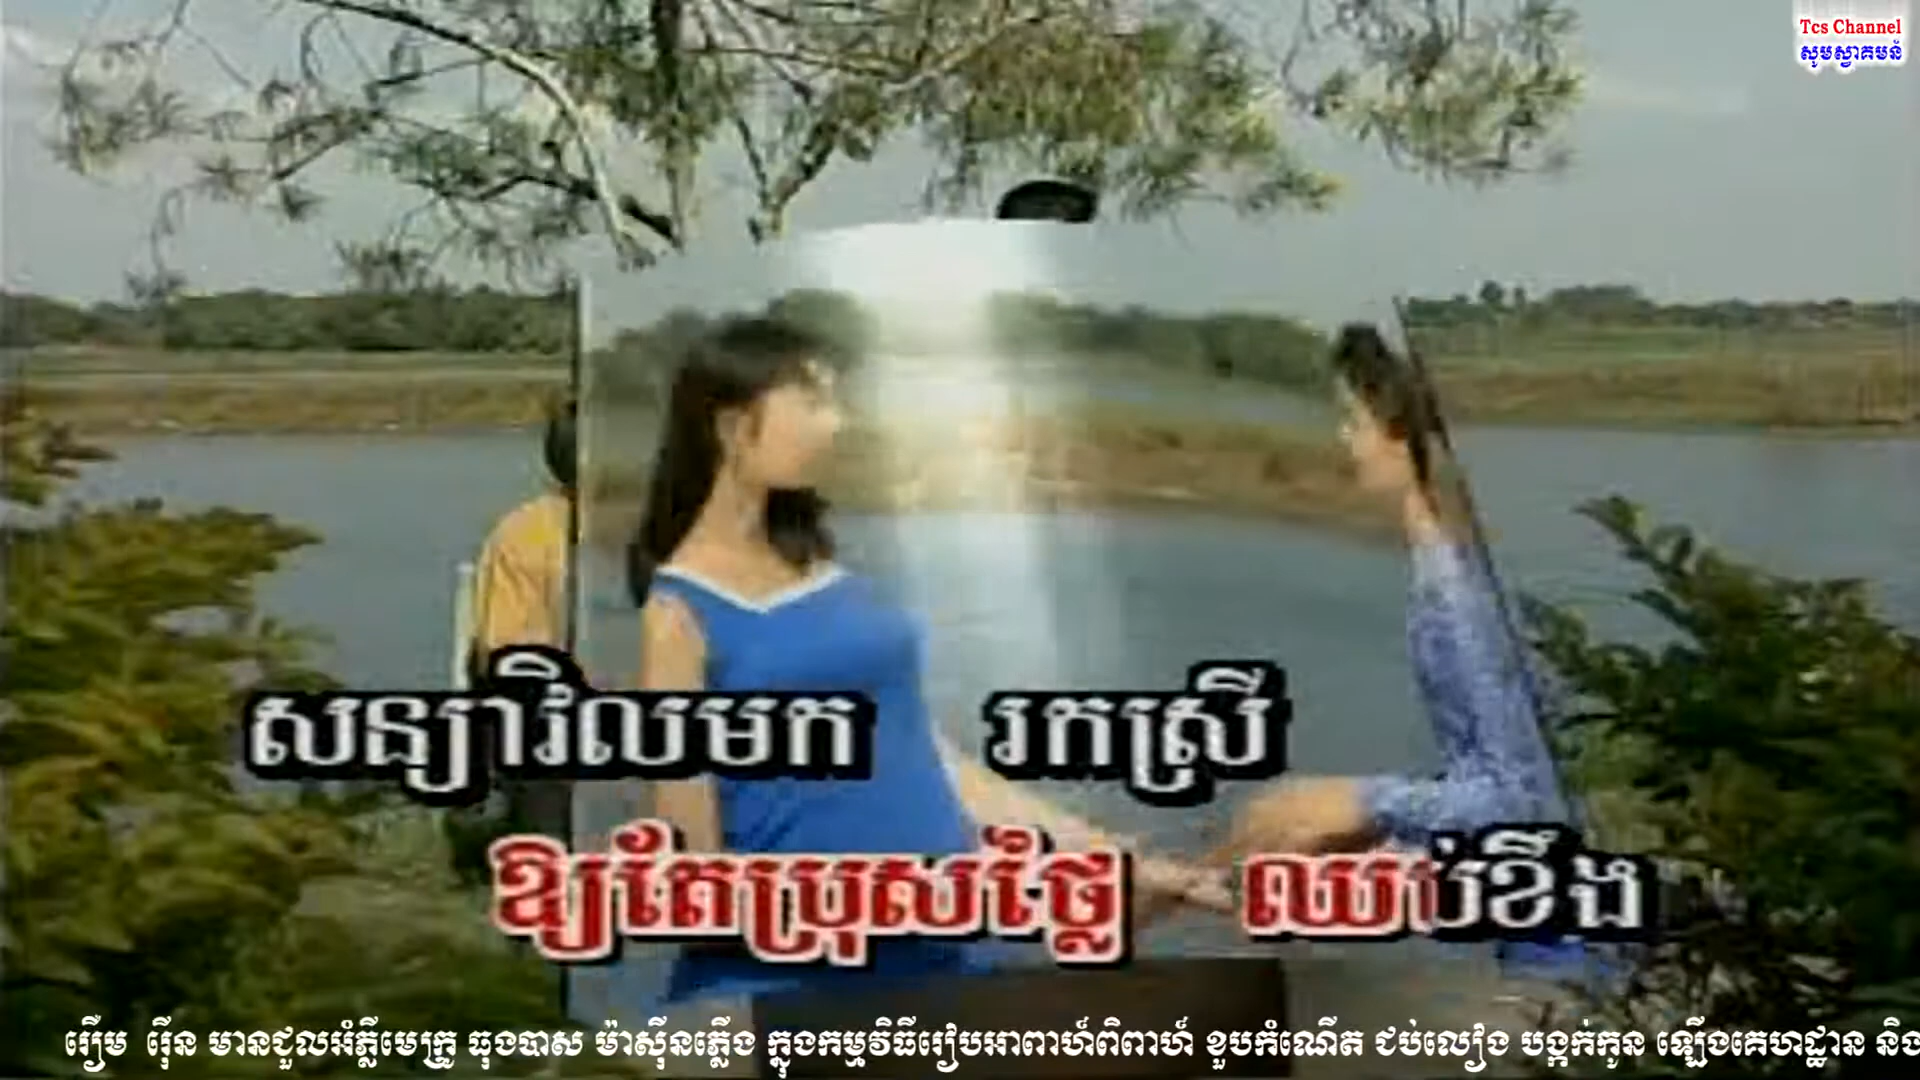 Tcs Channel
សូមស្វាគមន៍
សន្យាវិលមក រកស្រី
ឱ្យតែប្រុសថ្លៃ ឈប់ខឹង
រឿម រ៉ើន មានជួលអំភ្លីមេក្រូ ធុងបាស ម៉ាស៊ីនភ្លើង ក្នុងកម្មវិធីរៀបអាពាហ៍ពិពាហ៍ ខួបកំណើត ជប់លៀង បង្កក់កូន ឡើងគេហដ្ឋាន និង